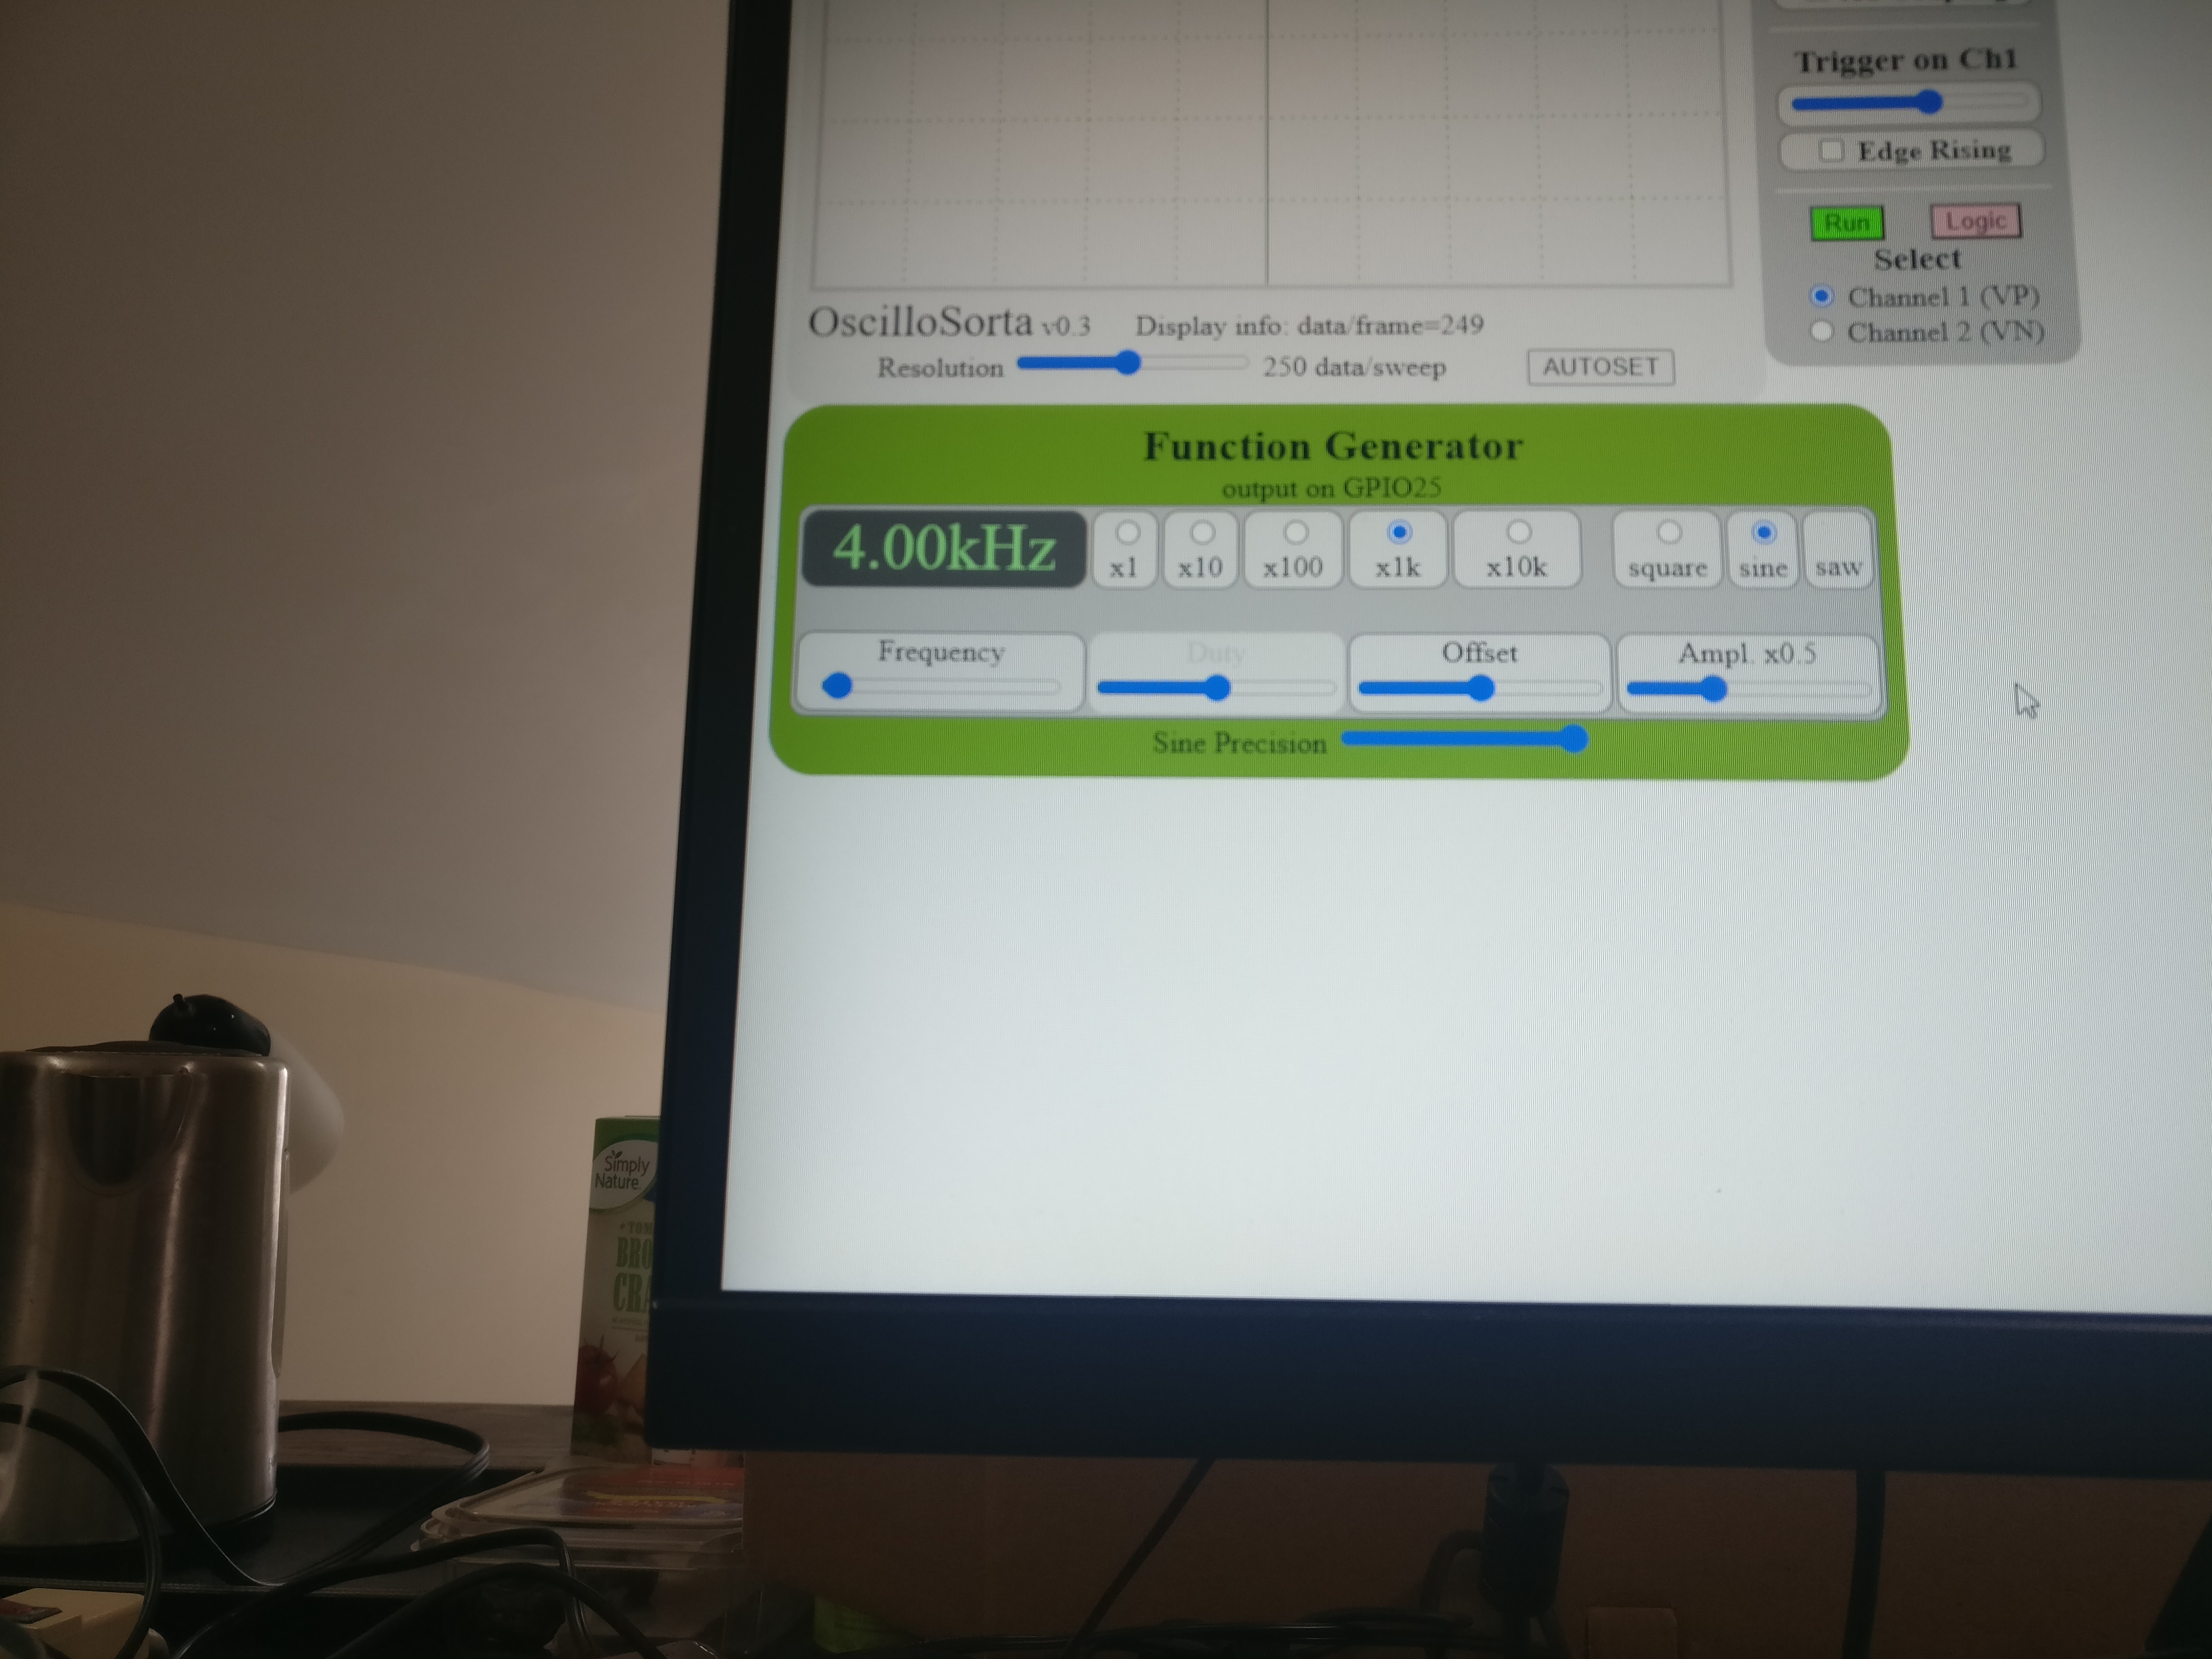 Trigger on Ch1
Edge Rising
Run Logic
Select
Channel 1 (VP)
Channel 2 (VN)
OscilloSorta v0.3 Display info: data/frame=249
Resolution 250 data/sweep AUTOSET
Function Generator
output on GPIO25
4.00kHz x1 x10 x100 x1k x10k square sine saw
Frequency Duty Offset Ampl. x0.5
Sine Precision
Simply
Nature